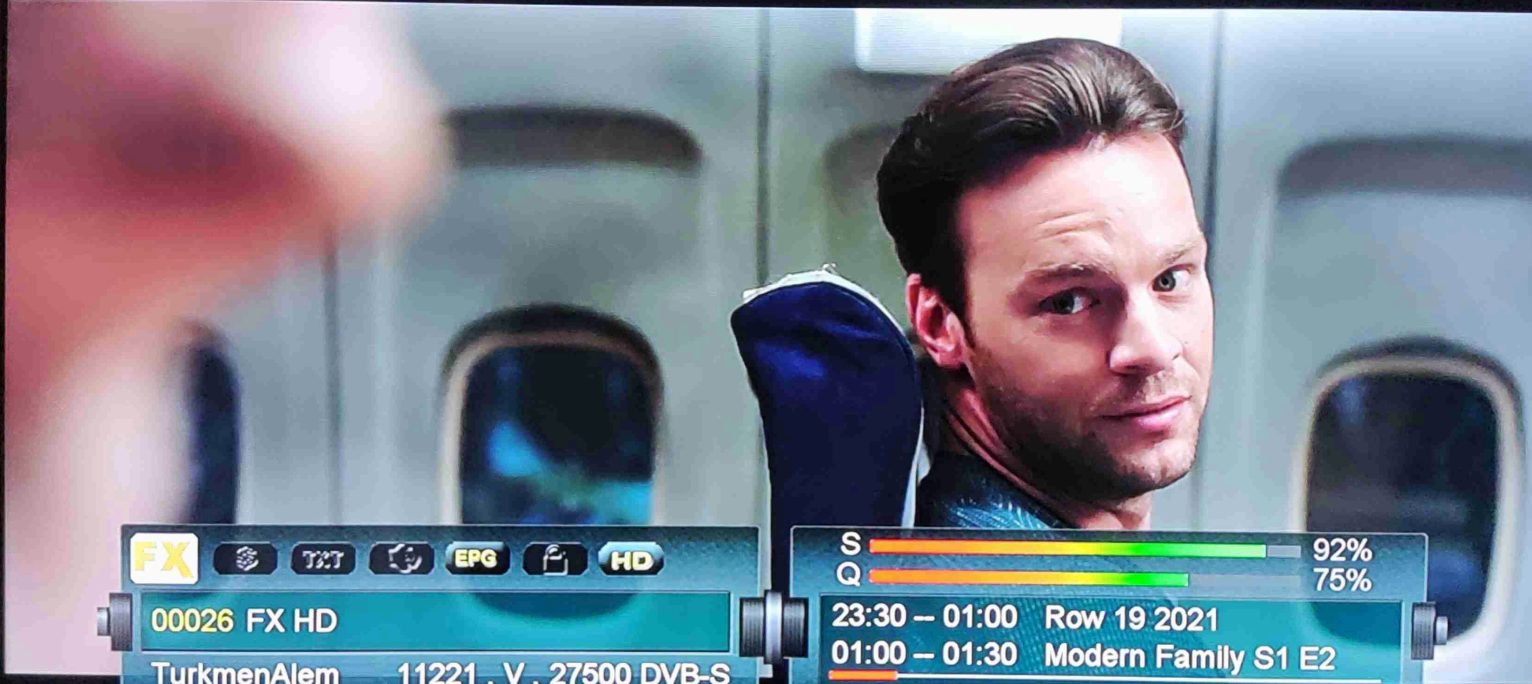 FX $ TXT EPG HD
00026 FX HD
TurkmenAlem 11221 . V . 27500 DVB-S
S 92%
Q 75%
23:30 – 01:00 Row 19 2021
01:00 – 01:30 Modern Family S1 E2